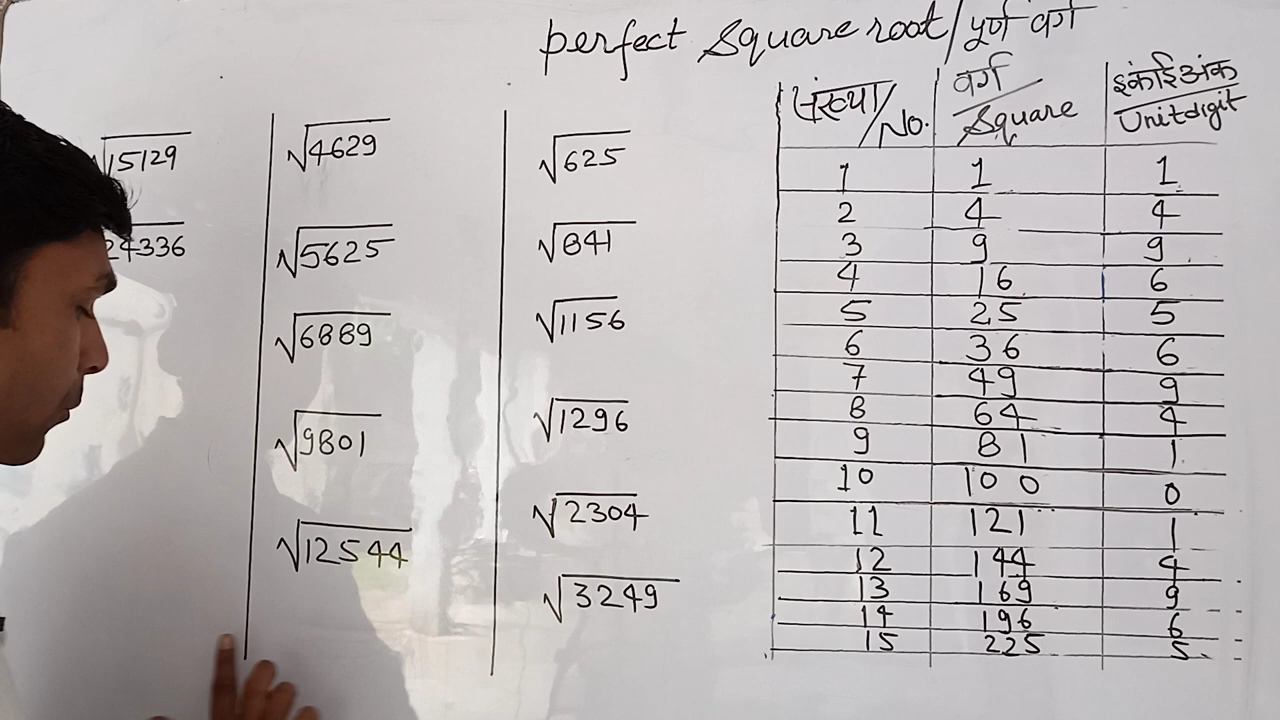 perfect square root/पूर्ण वर्ग
√15129
24336
√4629
√5625
√6889
√9801
√12544
√625
√841
√1156
√1296
√2304
√3249
संख्या/No. वर्ग/Square इकाई अंक/Unitdigit
1 1 1
2 4 4
3 9 9
4 16 6
5 25 5
6 36 6
7 49 9
8 64 4
9 81 1
10 100 0
11 121 1
12 144 4
13 169 9
14 196 6
15 225 5